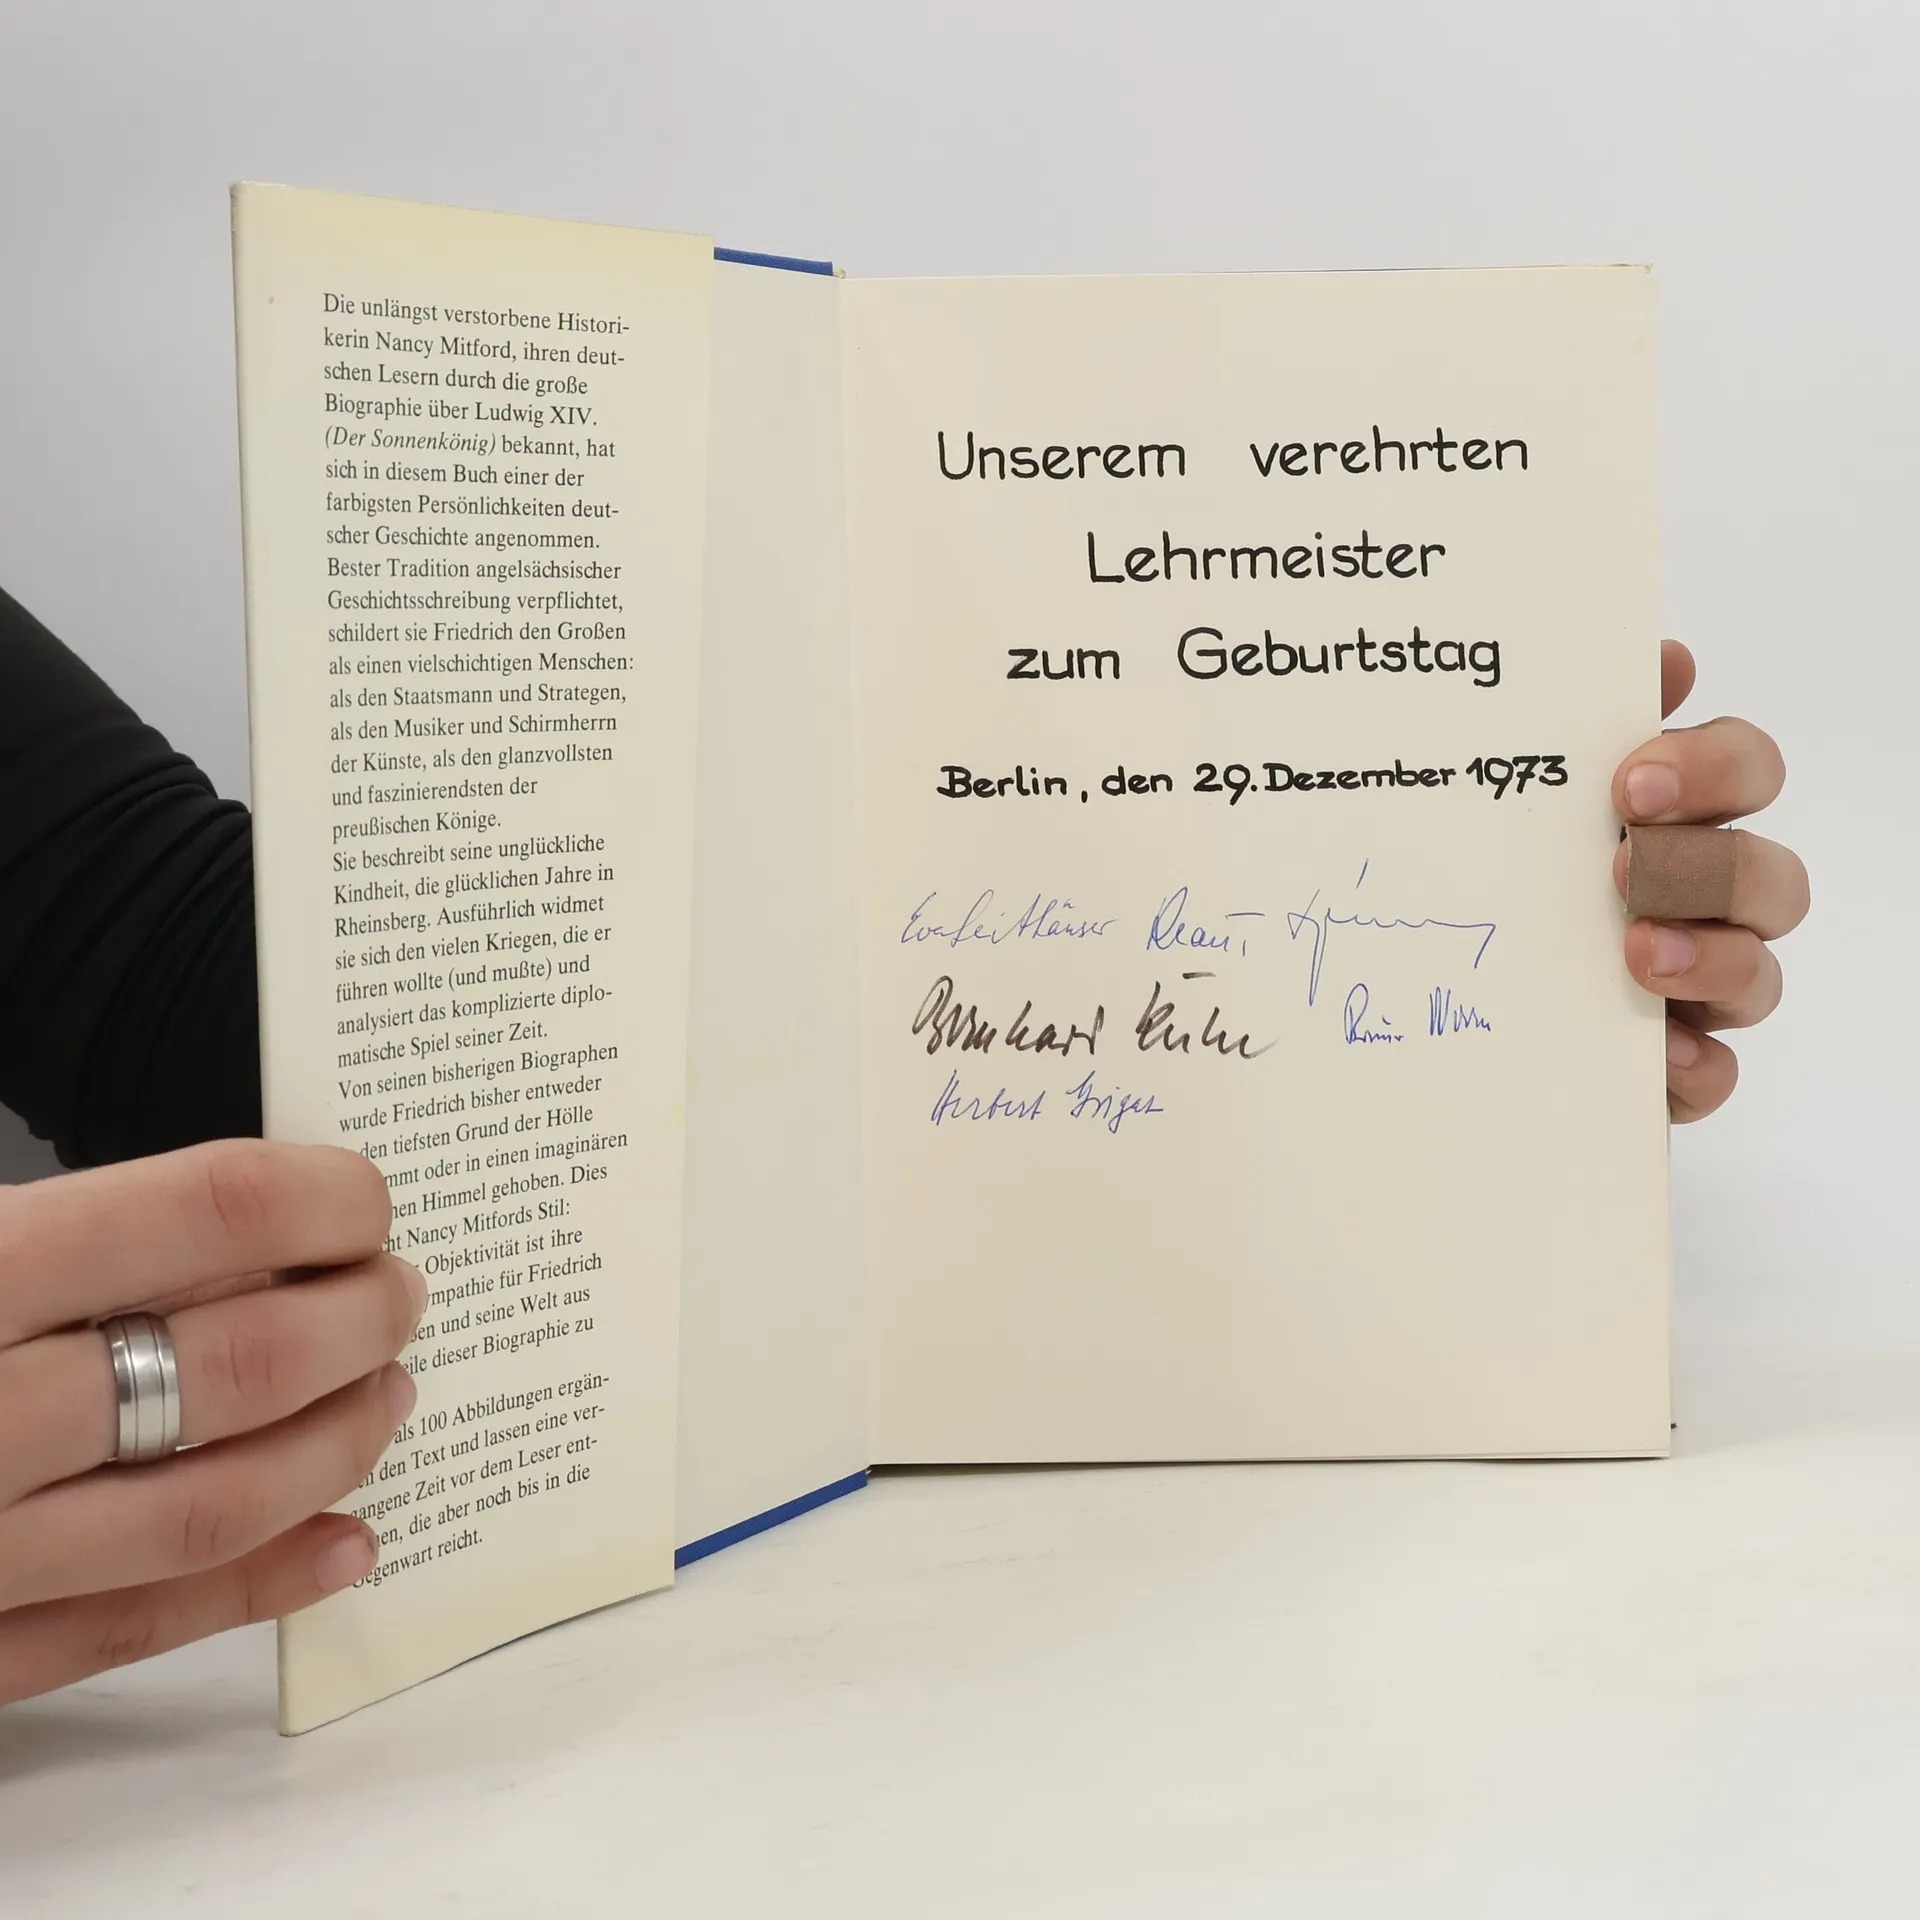 Die unlängst verstorbene Histori-
kerin Nancy Mitford, ihren deut-
schen Lesern durch die große
Biographie über Ludwig XIV.
(Der Sonnenkönig) bekannt, hat
sich in diesem Buch einer der
farbigsten Persönlichkeiten deut-
scher Geschichte angenommen.
Bester Tradition angelsächsischer
Geschichtsschreibung verpflichtet,
schildert sie Friedrich den Großen
als einen vielschichtigen Menschen:
als den Staatsmann und Strategen,
als den Musiker und Schirmherrn
der Künste, als den glanzvollsten
und faszinierendsten der
preußischen Könige.
Sie beschreibt seine unglückliche
Kindheit, die glücklichen Jahre in
Rheinsberg. Ausführlich widmet
sie sich den vielen Kriegen, die er
führen wollte (und mußte) und
analysiert das komplizierte diplo-
matische Spiel seiner Zeit.
Von seinen bisherigen Biographen
wurde Friedrich bisher entweder
den tiefsten Grund der Hölle
oder in einen imaginären
Himmel gehoben. Dies
Nancy Mitfords Stil:
Objektivität ist ihre
für Friedrich
und seine Welt aus
dieser Biographie zu
als 100 Abbildungen ergän-
den Text und lassen eine ver-
gangene Zeit vor dem Leser ent-
die aber noch bis in die
Gegenwart reicht.
Unserem verehrten
Lehrmeister
zum Geburtstag
Berlin, den 29. Dezember 1973
Bernhard
Herbert